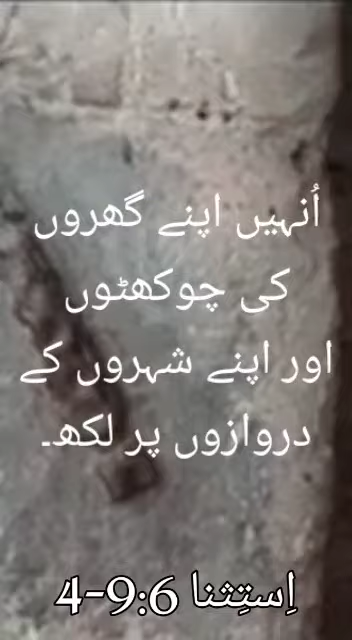 اُنہیں اپنے گھروں
کی چوکھٹوں
اور اپنے شہروں کے
دروازوں پر لکھ۔
اِستِثنا 6:9-4